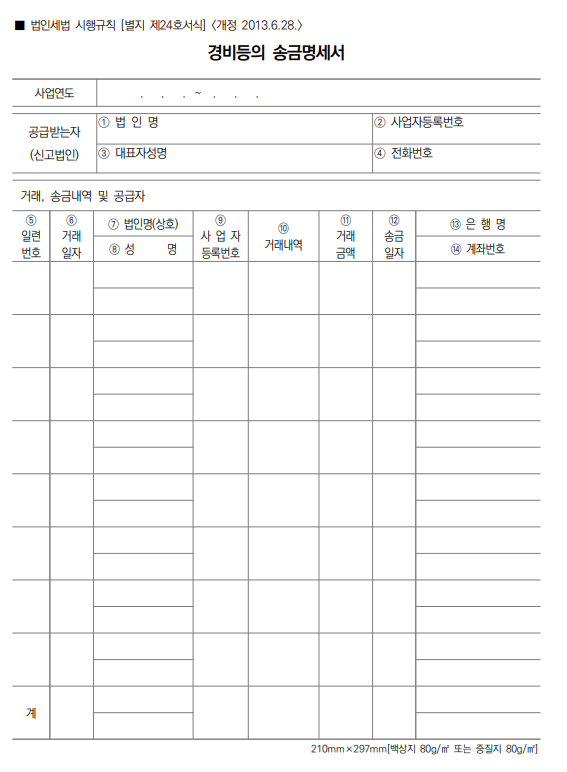 ■ 법인세법 시행규칙 [별지 제24호서식] 〈개정 2013.6.28.〉
경비등의 송금명세서
사업연도 . . . ~ . . .
공급받는자
(신고법인)
① 법 인 명 ② 사업자등록번호
③ 대표자성명 ④ 전화번호
거래, 송금내역 및 공급자
⑤ 일련 번호
⑥ 거래 일자
⑦ 법인명(상호)
⑧ 성 명
⑨ 사 업 자 등록번호
⑩ 거래내역
⑪ 거래 금액
⑫ 송금 일자
⑬ 은 행 명
⑭ 계좌번호
계
210mm×297mm[백상지 80g/㎡ 또는 중질지 80g/㎡]